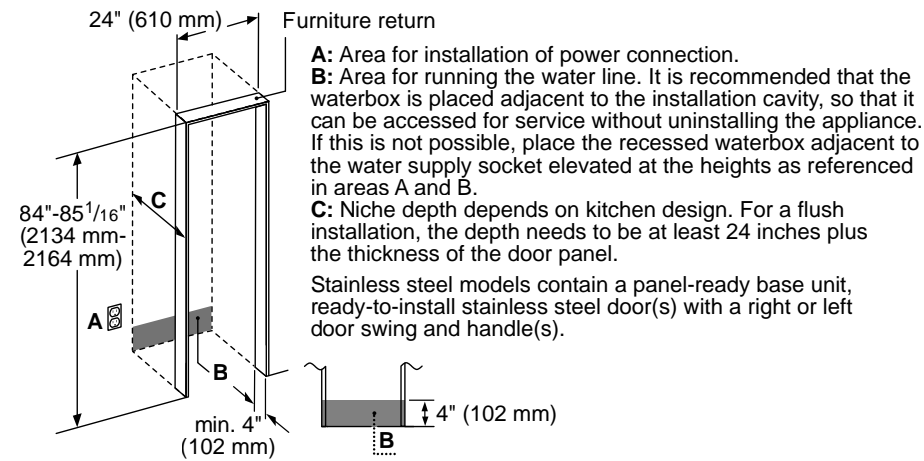 24" (610 mm)
Furniture return
A: Area for installation of power connection.
B: Area for running the water line. It is recommended that the
waterbox is placed adjacent to the installation cavity, so that it
can be accessed for service without uninstalling the appliance.
If this is not possible, place the recessed waterbox adjacent to
the water supply socket elevated at the heights as referenced
in areas A and B.
C: Niche depth depends on kitchen design. For a flush
installation, the depth needs to be at least 24 inches plus
the thickness of the door panel.
Stainless steel models contain a panel-ready base unit,
ready-to-install stainless steel door(s) with a right or left
door swing and handle(s).
C
84"-85 1/16"
(2134 mm-
2164 mm)
A
B
min. 4"
(102 mm)
4" (102 mm)
B